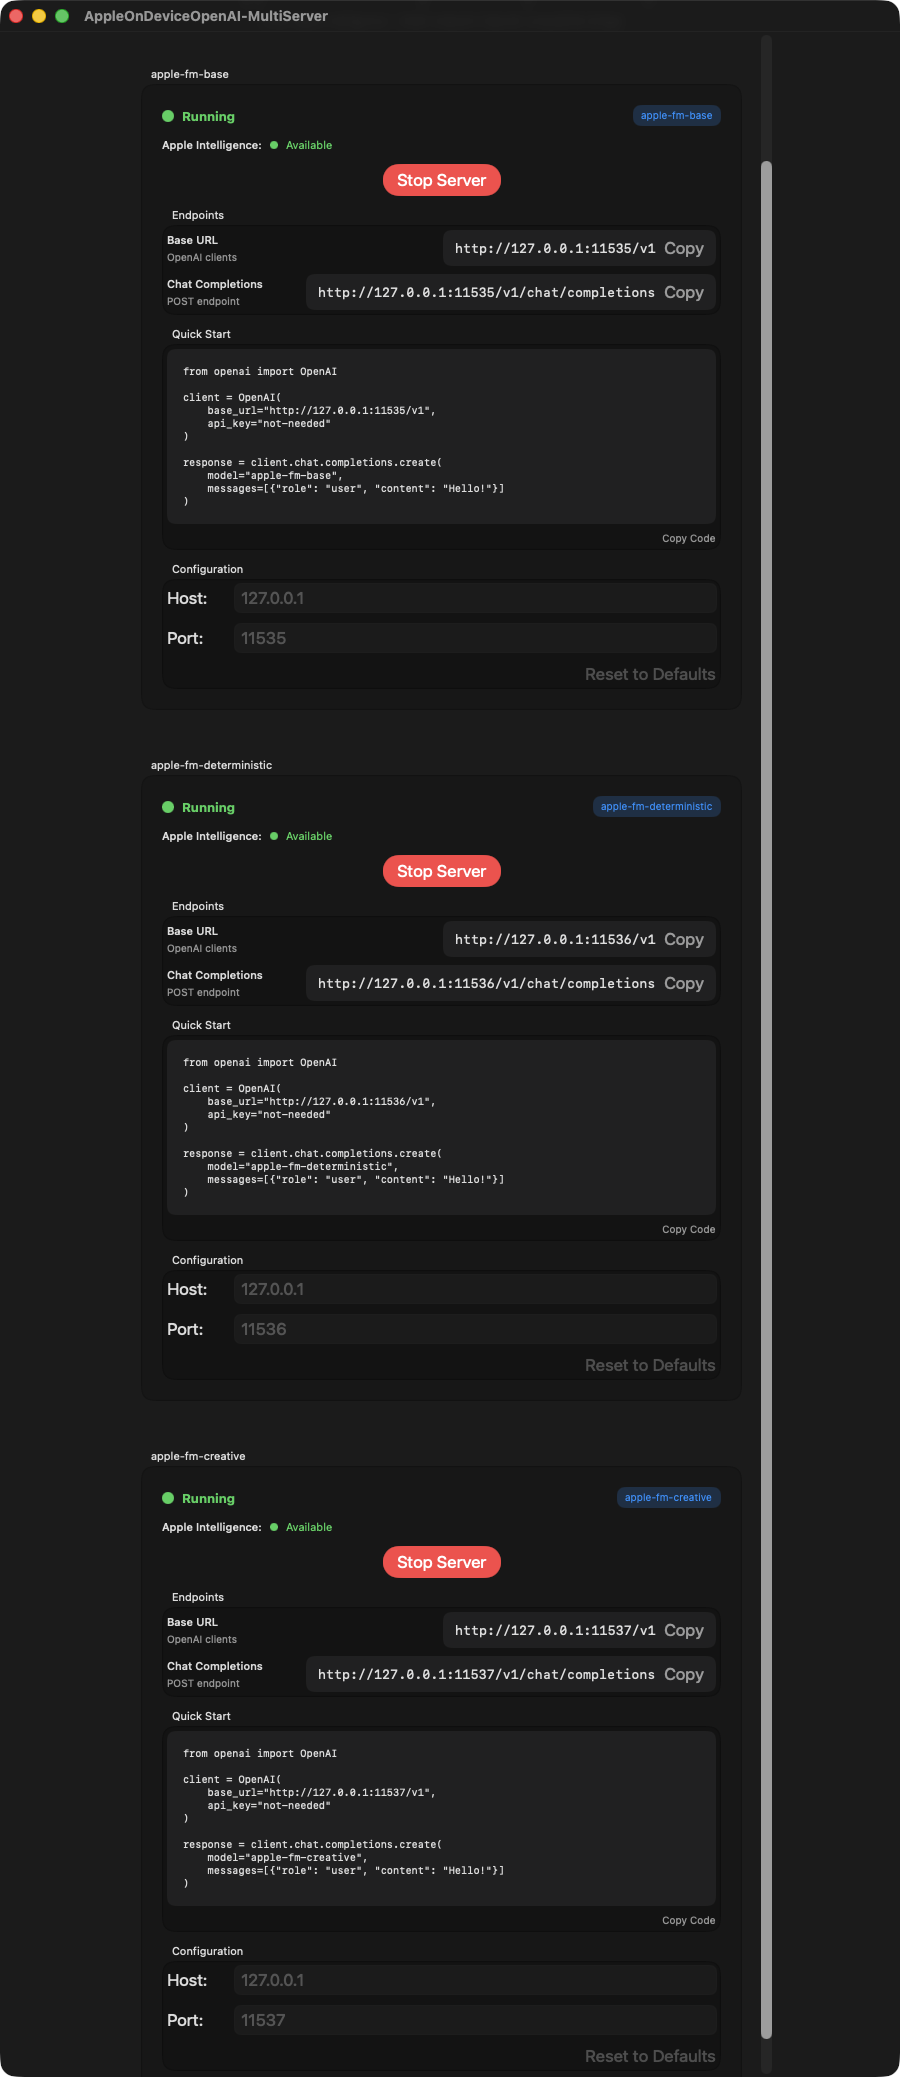 AppleOnDeviceOpenAI-MultiServer
apple-fm-base
Running
apple-fm-base
Apple Intelligence: Available
Stop Server
Endpoints
Base URL
OpenAI clients
http://127.0.0.1:11535/v1 Copy
Chat Completions
POST endpoint
http://127.0.0.1:11535/v1/chat/completions Copy
Quick Start
from openai import OpenAI
client = OpenAI(
    base_url="http://127.0.0.1:11535/v1",
    api_key="not-needed"
)
response = client.chat.completions.create(
    model="apple-fm-base",
    messages=[{"role": "user", "content": "Hello!"}]
)
Copy Code
Configuration
Host: 127.0.0.1
Port: 11535
Reset to Defaults
apple-fm-deterministic
Running
apple-fm-deterministic
Apple Intelligence: Available
Stop Server
Endpoints
Base URL
OpenAI clients
http://127.0.0.1:11536/v1 Copy
Chat Completions
POST endpoint
http://127.0.0.1:11536/v1/chat/completions Copy
Quick Start
from openai import OpenAI
client = OpenAI(
    base_url="http://127.0.0.1:11536/v1",
    api_key="not-needed"
)
response = client.chat.completions.create(
    model="apple-fm-deterministic",
    messages=[{"role": "user", "content": "Hello!"}]
)
Copy Code
Configuration
Host: 127.0.0.1
Port: 11536
Reset to Defaults
apple-fm-creative
Running
apple-fm-creative
Apple Intelligence: Available
Stop Server
Endpoints
Base URL
OpenAI clients
http://127.0.0.1:11537/v1 Copy
Chat Completions
POST endpoint
http://127.0.0.1:11537/v1/chat/completions Copy
Quick Start
from openai import OpenAI
client = OpenAI(
    base_url="http://127.0.0.1:11537/v1",
    api_key="not-needed"
)
response = client.chat.completions.create(
    model="apple-fm-creative",
    messages=[{"role": "user", "content": "Hello!"}]
)
Copy Code
Configuration
Host: 127.0.0.1
Port: 11537
Reset to Defaults